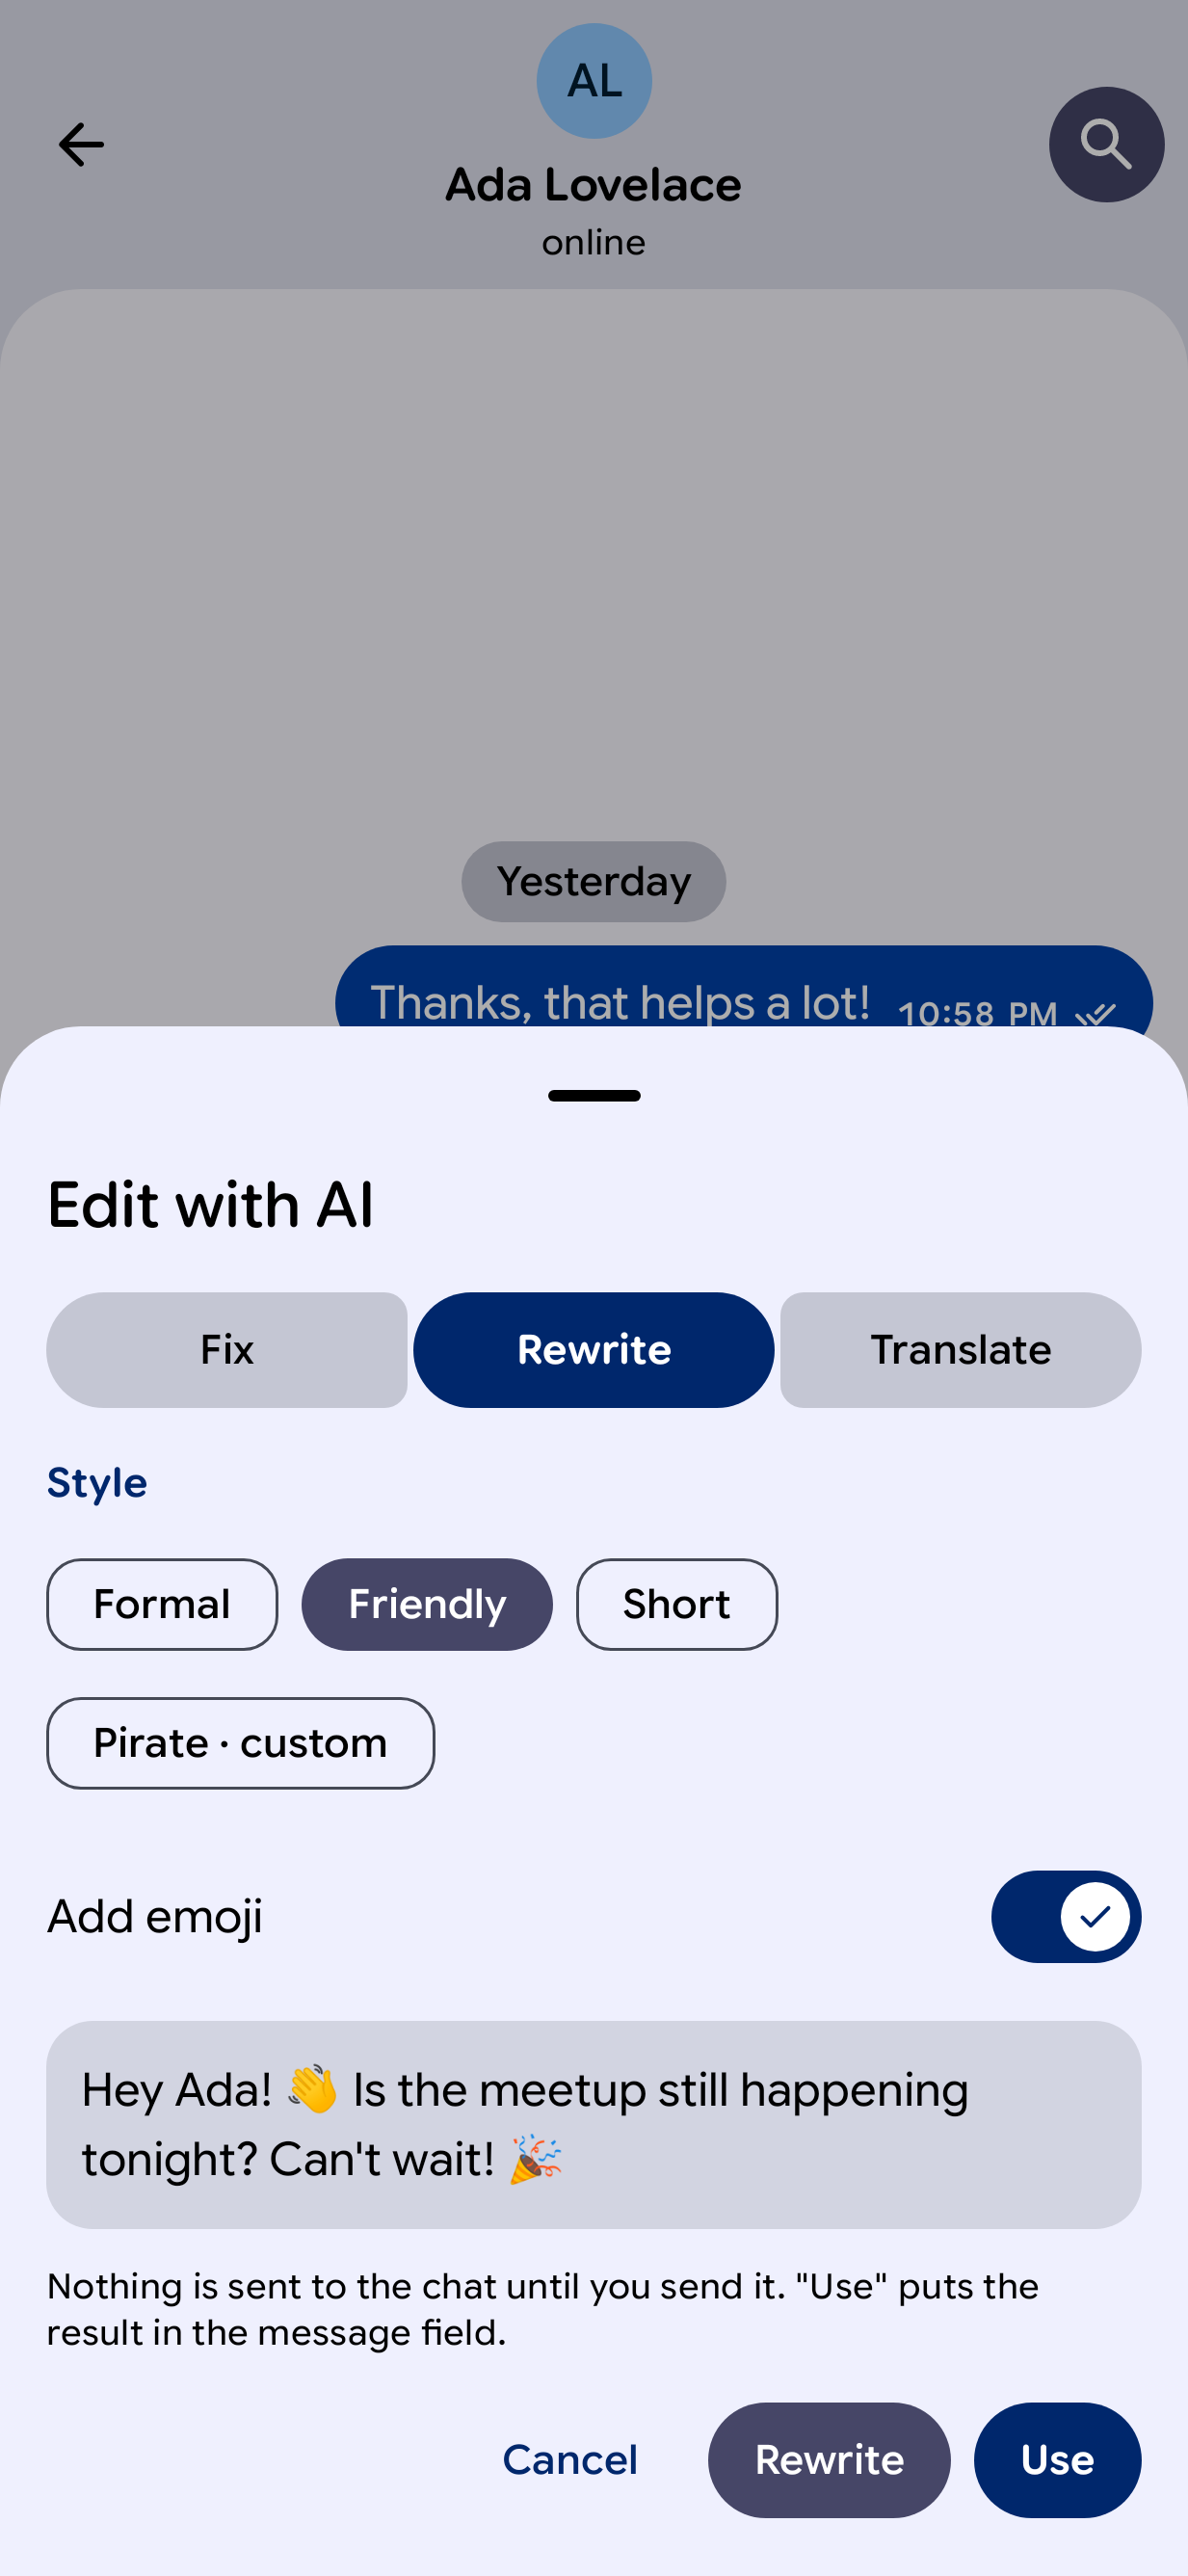 AL
Ada Lovelace
online
Yesterday
Thanks, that helps a lot! 10:58 PM
Edit with AI
Fix Rewrite Translate
Style
Formal Friendly Short
Pirate · custom
Add emoji
Hey Ada! 👋 Is the meetup still happening
tonight? Can't wait! 🎉
Nothing is sent to the chat until you send it. "Use" puts the
result in the message field.
Cancel Rewrite Use